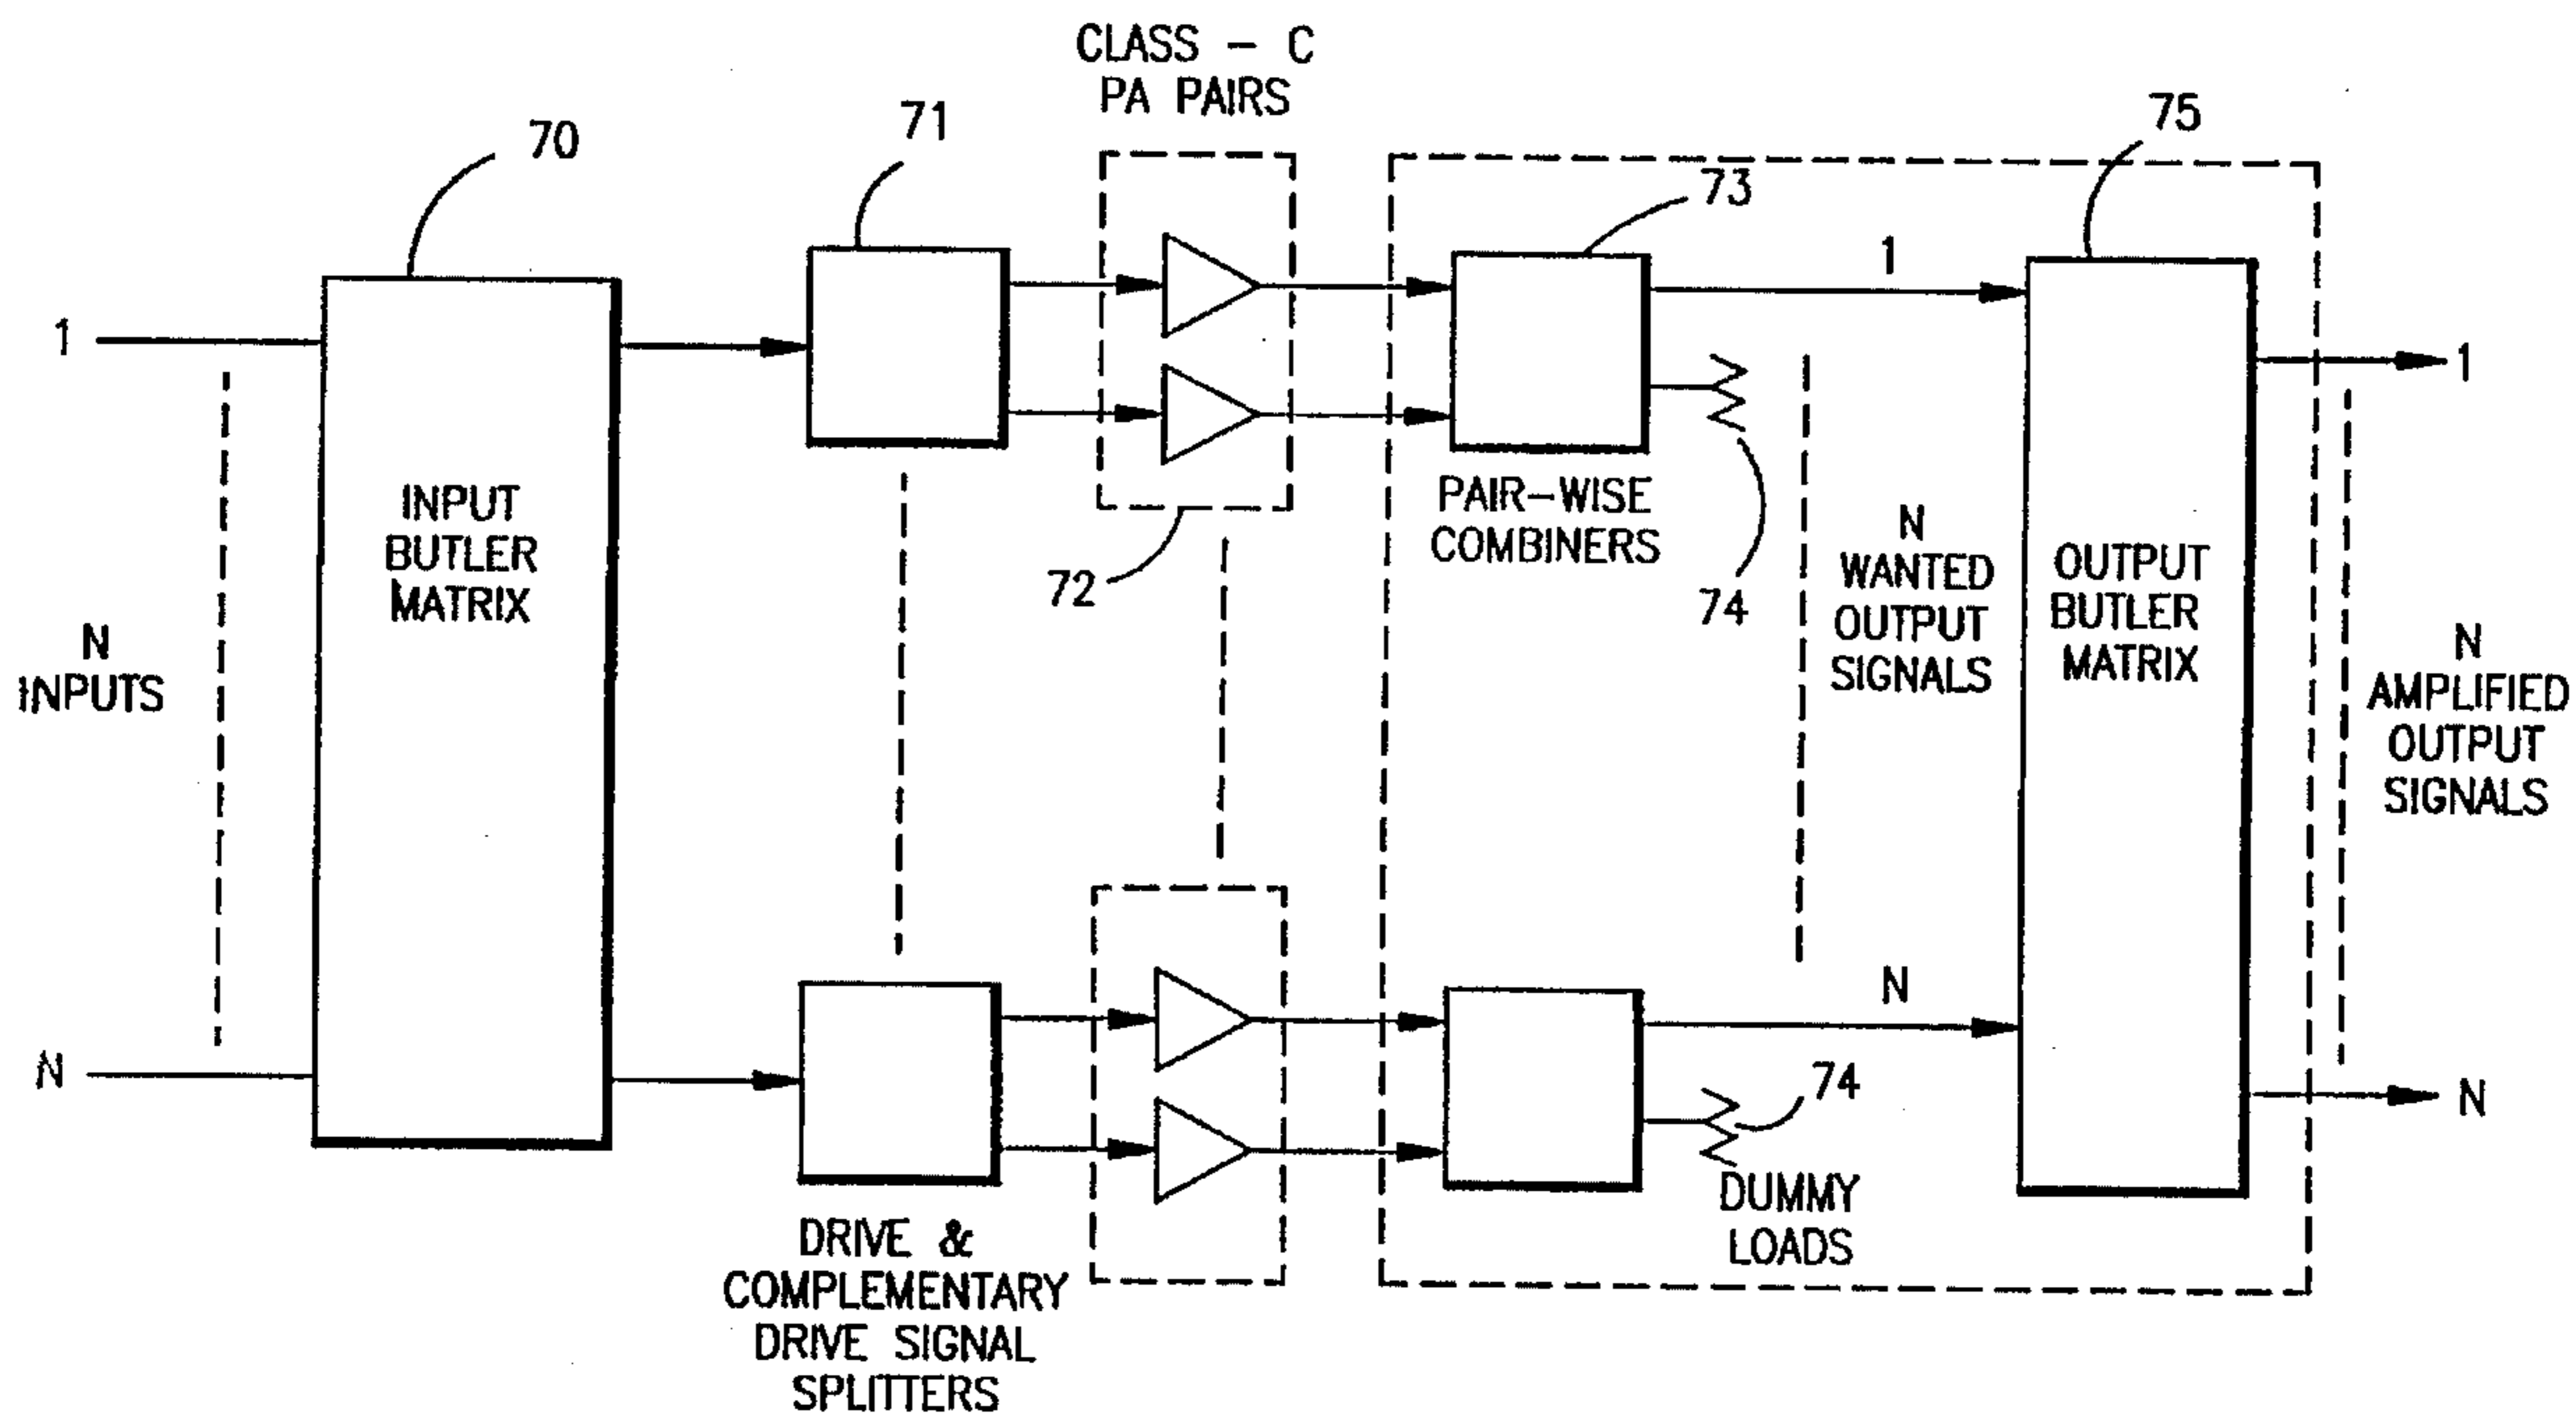 CLASS - C
PA PAIRS
70
71
75
73
1
1
1
INPUT
BUTLER
MATRIX
72
PAIR-WISE
COMBINERS
74
N
WANTED
OUTPUT
SIGNALS
OUTPUT
BUTLER
MATRIX
N
INPUTS
N
AMPLIFIED
OUTPUT
SIGNALS
N
N
N
74
DUMMY
LOADS
DRIVE &
COMPLEMENTARY
DRIVE SIGNAL
SPLITTERS